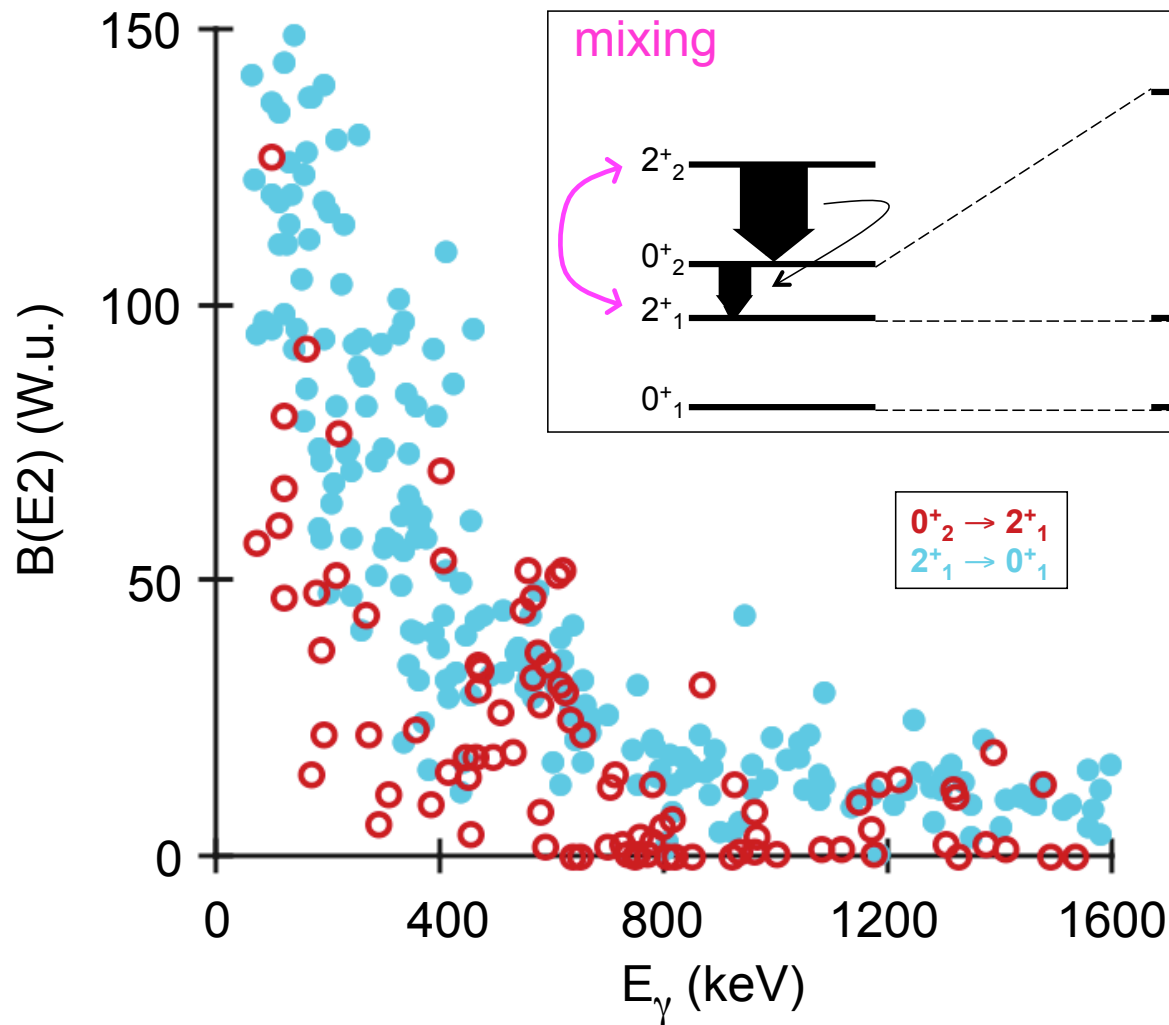 150
mixing
2⁺₂
0⁺₂
2⁺₁
0⁺₁
100
B(E2) (W.u.)
0⁺₂ → 2⁺₁
2⁺₁ → 0⁺₁
50
0
0 400 800 1200 1600
Eγ (keV)